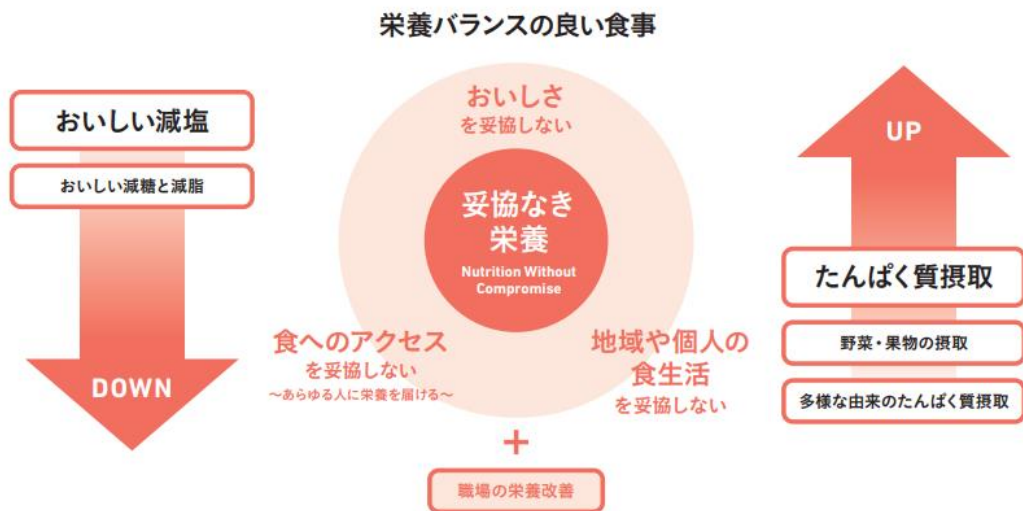 栄養バランスの良い食事
おいしい減塩
おいしい減糖と減脂
DOWN
おいしさ
を妥協しない
妥協なき
栄養
Nutrition Without
Compromise
食へのアクセス
を妥協しない
～あらゆる人に栄養を届ける～
地域や個人の
食生活
を妥協しない
+
職場の栄養改善
UP
たんぱく質摂取
野菜・果物の摂取
多様な由来のたんぱく質摂取